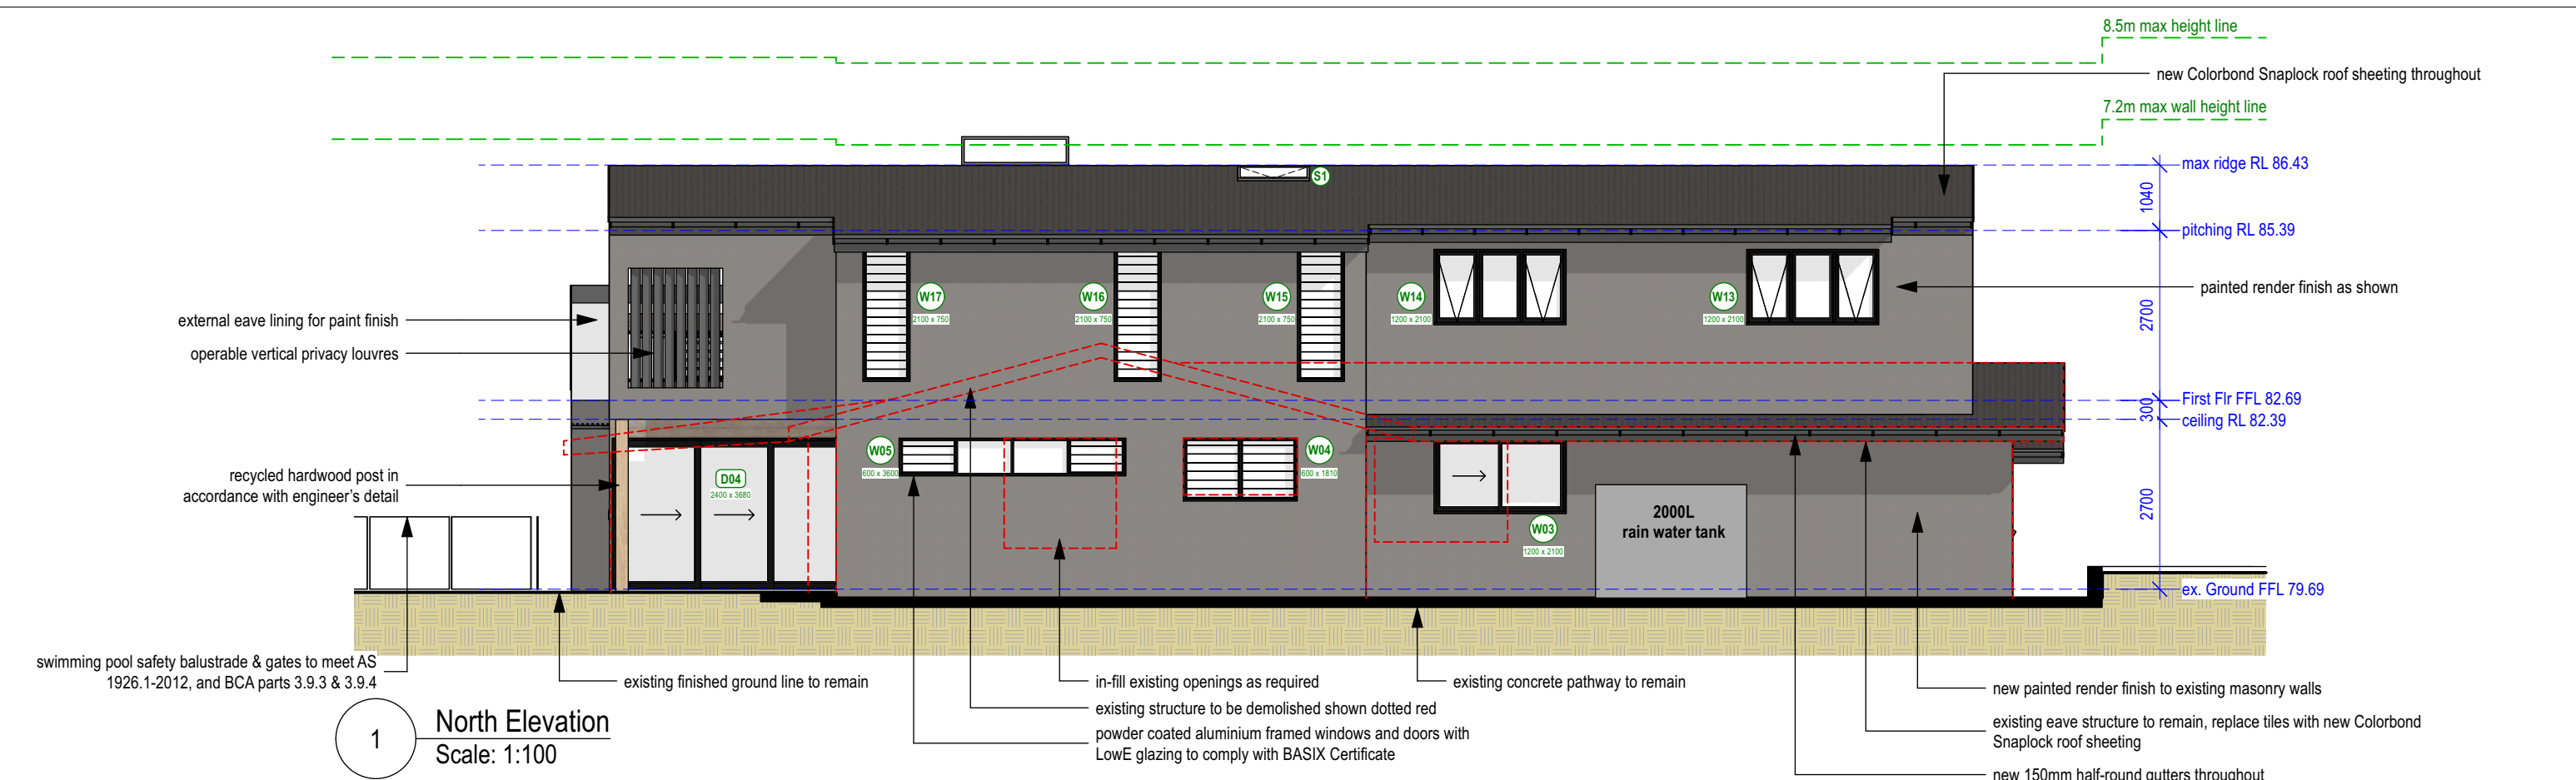 8.5m max height line
new Colorbond Snaplock roof sheeting throughout
7.2m max wall height line
max ridge RL 86.43
S1
1040
pitching RL 85.39
painted render finish as shown
2700
W17
2100 x 750
W16
2100 x 750
W15
2100 x 750
W14
1200 x 2100
W13
1200 x 2100
external eave lining for paint finish
operable vertical privacy louvres
First Flr FFL 82.69
300
ceiling RL 82.39
W05
600 x 3600
W04
600 x 1810
recycled hardwood post in
accordance with engineer's detail
D04
2400 x 3680
W03
1200 x 2100
2000L
rain water tank
2700
ex. Ground FFL 79.69
swimming pool safety balustrade & gates to meet AS
1926.1-2012, and BCA parts 3.9.3 & 3.9.4
existing finished ground line to remain
in-fill existing openings as required
existing structure to be demolished shown dotted red
powder coated aluminium framed windows and doors with
LowE glazing to comply with BASIX Certificate
existing concrete pathway to remain
new painted render finish to existing masonry walls
existing eave structure to remain, replace tiles with new Colorbond
Snaplock roof sheeting
new 150mm half-round gutters throughout
1
North Elevation
Scale: 1:100